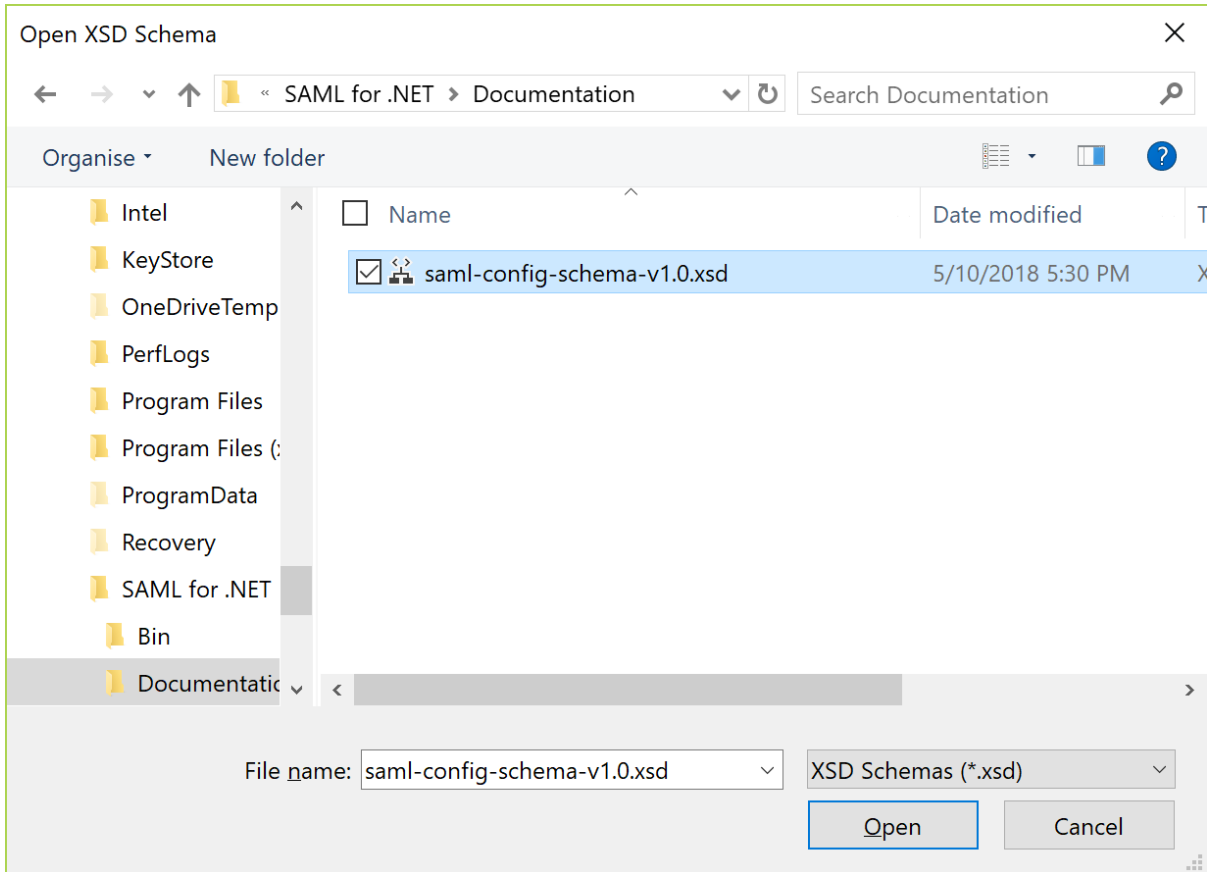 Open XSD Schema
« SAML for .NET > Documentation
Search Documentation
Organise
New folder
?
Intel
KeyStore
OneDriveTemp
PerfLogs
Program Files
Program Files (
ProgramData
Recovery
SAML for .NET
Bin
Documentatio
Name
Date modified
T
saml-config-schema-v1.0.xsd
5/10/2018 5:30 PM
X
File name:
saml-config-schema-v1.0.xsd
XSD Schemas (*.xsd)
Open
Cancel